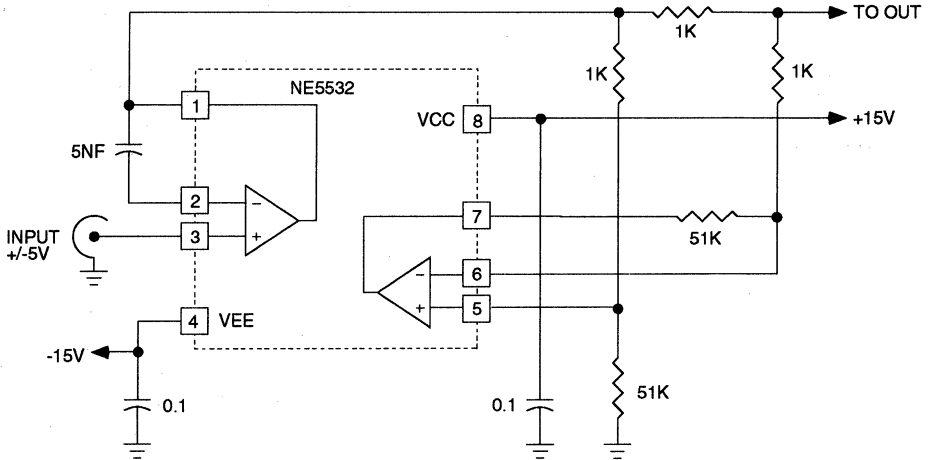 TO OUT
1K
1K
1K
NE5532
1
VCC
8
+15V
5NF
2
7
51K
INPUT
+/-5V
3
−
+
6
−
5
+
4
VEE
-15V
0.1
0.1
51K